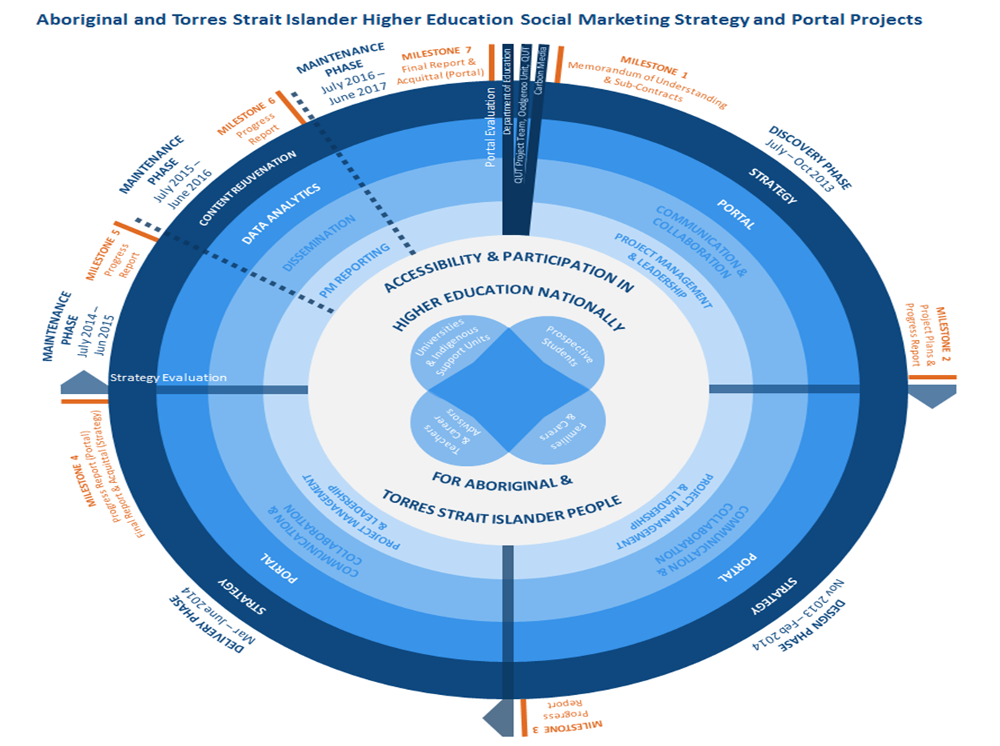 Aboriginal and Torres Strait Islander Higher Education Social Marketing Strategy and Portal Projects
MILESTONE 1
Memorandum of Understanding
& Sub-Contracts
DISCOVERY PHASE
July – Oct 2013
STRATEGY
PORTAL
COMMUNICATION &
COLLABORATION
PROJECT MANAGEMENT
& LEADERSHIP
MILESTONE 2
Project Plans &
Progress Report
DESIGN PHASE
Nov 2013 – Feb 2014
STRATEGY
PORTAL
COMMUNICATION &
COLLABORATION
PROJECT MANAGEMENT
& LEADERSHIP
MILESTONE 3
Progress
Report
DELIVERY PHASE
Mar – June 2014
STRATEGY
PORTAL
COMMUNICATION &
COLLABORATION
PROJECT MANAGEMENT
& LEADERSHIP
MILESTONE 4
Progress Report (Portal)
Final Report & Acquittal (Strategy)
Strategy Evaluation
MAINTENANCE
PHASE
July 2014 –
Jun 2015
MILESTONE 5
Progress
Report
MAINTENANCE
PHASE
July 2015 –
June 2016
CONTENT REJUVENATION
DATA ANALYTICS
DISSEMINATION
PM REPORTING
MILESTONE 6
Progress
Report
MAINTENANCE
PHASE
July 2016 –
June 2017
MILESTONE 7
Final Report &
Acquittal (Portal)
Portal Evaluation
Department of Education
QUT Project Team, Oodgeroo Unit, QUT
Carbon Media
ACCESSIBILITY & PARTICIPATION IN
HIGHER EDUCATION NATIONALLY
Universities
& Indigenous
Support Units
Prospective
Students
Teachers
& Career
Advisors
Families
& Carers
FOR ABORIGINAL &
TORRES STRAIT ISLANDER PEOPLE